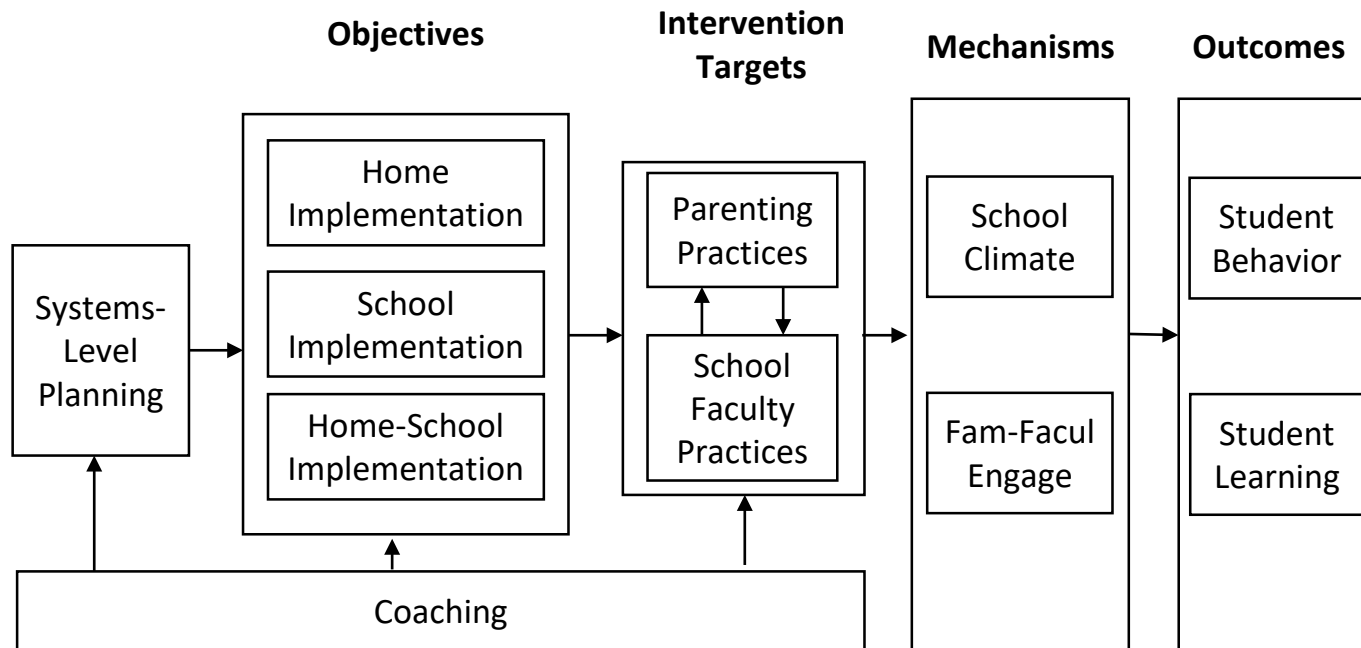 Objectives
Intervention
Targets
Mechanisms
Outcomes
Systems-
Level
Planning
Home
Implementation
School
Implementation
Home-School
Implementation
Parenting
Practices
School
Faculty
Practices
School
Climate
Fam-Facul
Engage
Student
Behavior
Student
Learning
Coaching